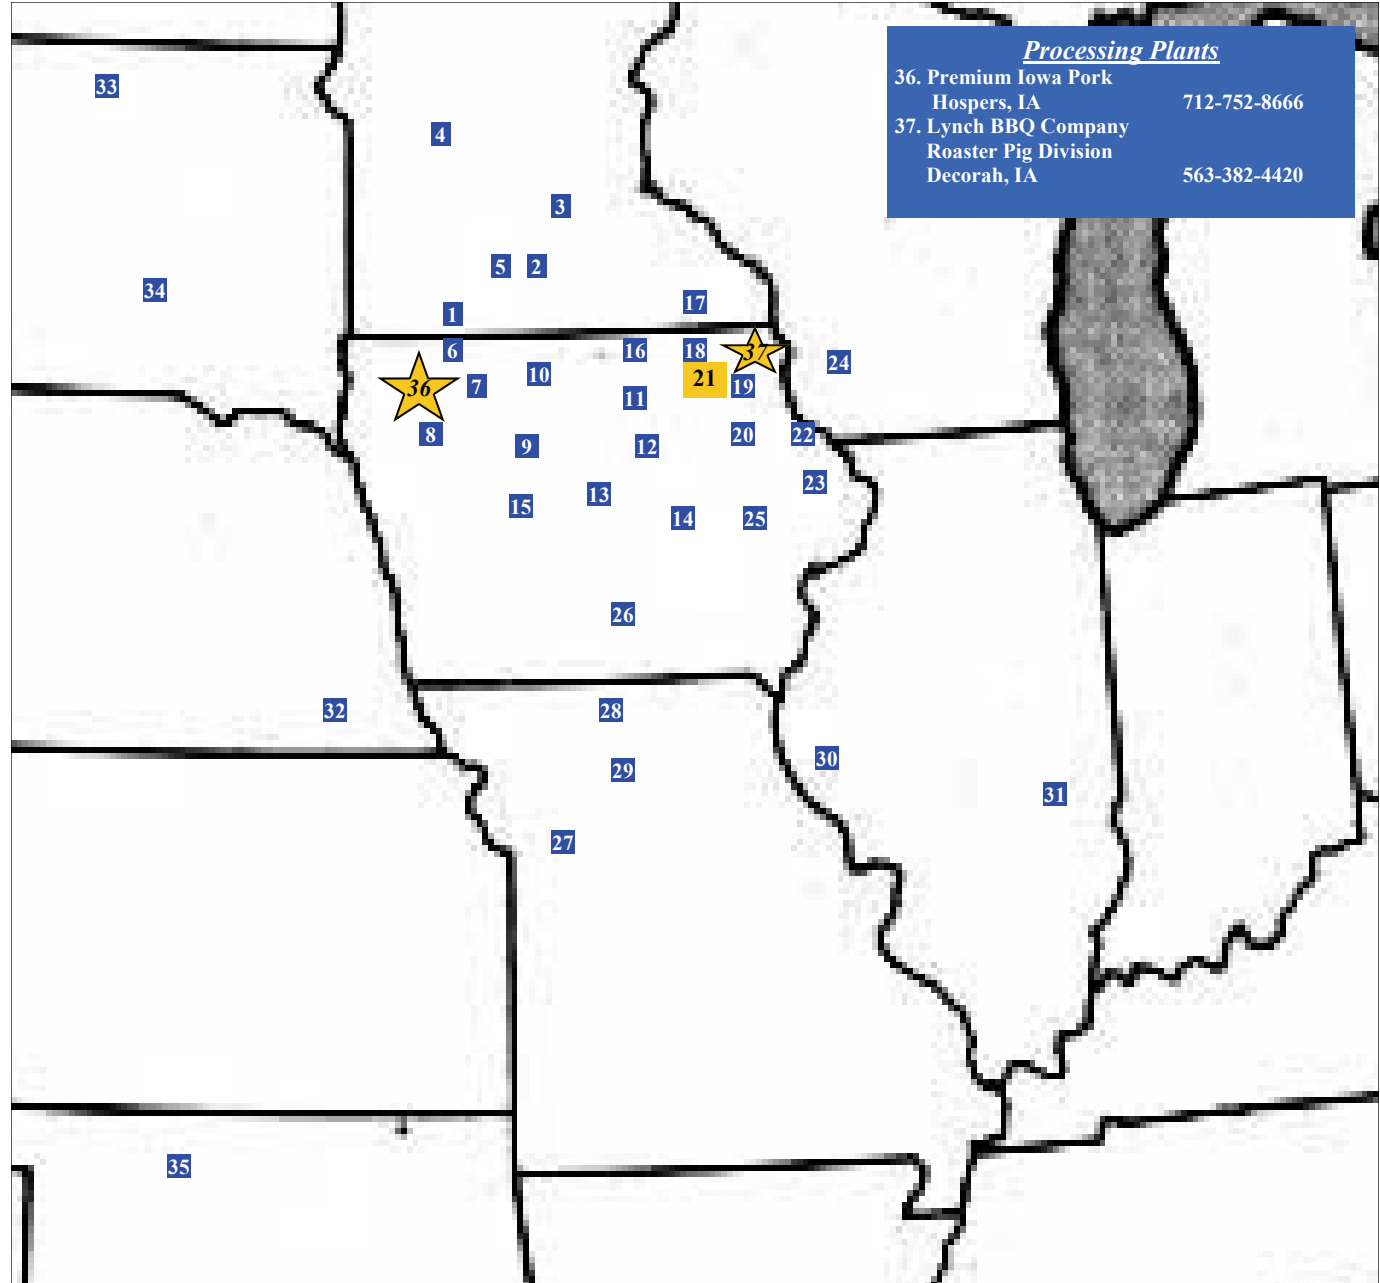 Processing Plants
36. Premium Iowa Pork
Hospers, IA 712-752-8666
37. Lynch BBQ Company
Roaster Pig Division
Decorah, IA 563-382-4420
33
4
3
5 2
34
17
1
6 16 18 37
24
10
36 7 21 19
11
8 20 22
9 12
23
13
15
14 25
26
32 28
30
29
31
27
35